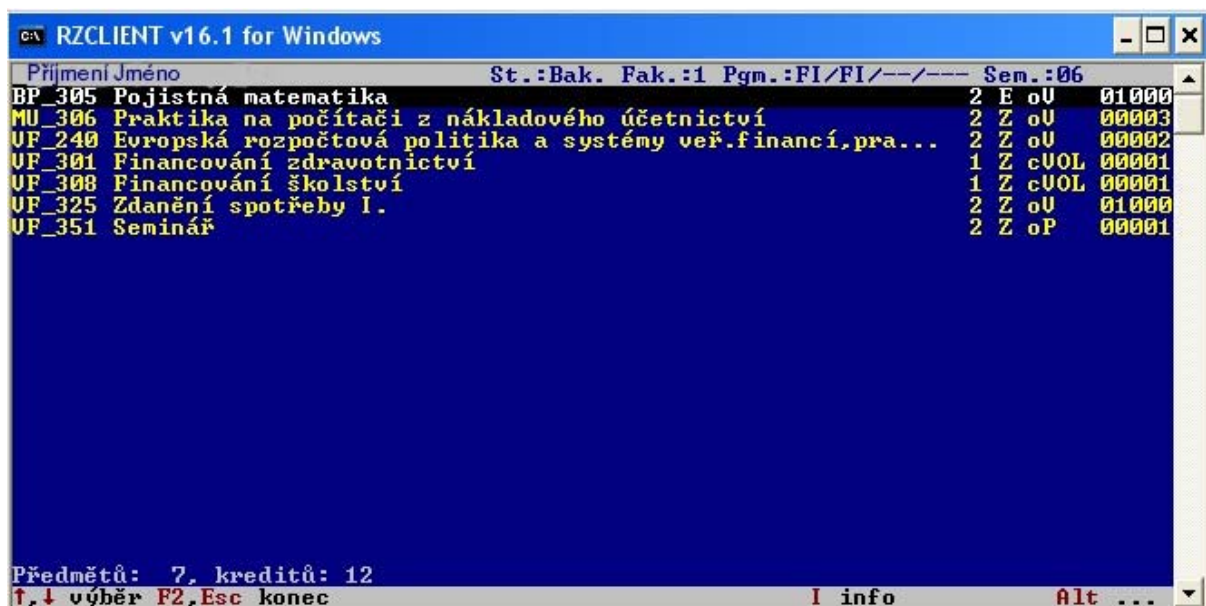 RZCLIENT v16.1 for Windows
Příjmení Jméno St.:Bak. Fak.:1 Pgm.:FI/FI/--/--- Sem.:06
BP_305 Pojistná matematika 2 E oV 01000
MU_306 Praktika na počítači z nákladového účetnictví 2 Z oV 00003
VF_240 Evropská rozpočtová politika a systémy veř.financí,pra... 2 Z oV 00002
VF_301 Financování zdravotnictví 1 Z cVOL 00001
VF_308 Financování školství 1 Z cVOL 00001
VF_325 Zdanění spotřeby I. 2 Z oV 01000
VF_351 Seminář 2 Z oP 00001
Předmětů: 7, kreditů: 12
↑,↓ výběr F2,Esc konec I info Alt ...